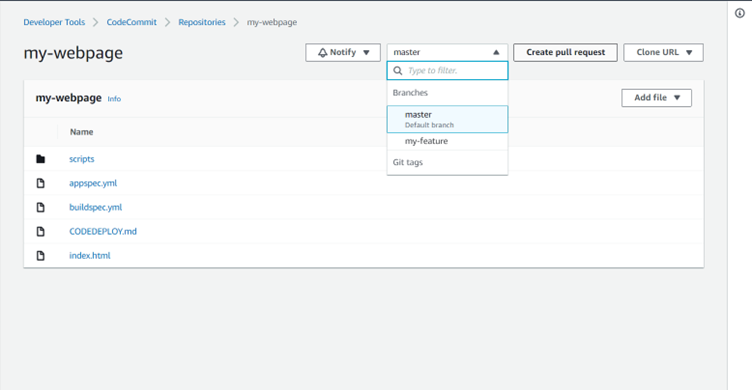 Developer Tools > CodeCommit > Repositories > my-webpage
my-webpage
Notify
master
Create pull request
Clone URL
Type to filter.
Branches
master
Default branch
my-feature
Git tags
my-webpage Info
Add file
Name
scripts
appspec.yml
buildspec.yml
CODEDEPLOY.md
index.html